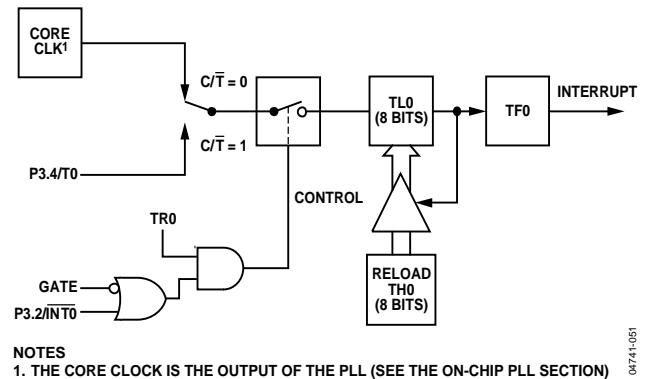 CORE
CLK1
C/T̅ = 0
C/T̅ = 1
P3.4/T0
TL0
(8 BITS)
TF0
INTERRUPT
CONTROL
TR0
GATE
P3.2/I̅N̅T̅0̅
RELOAD
TH0
(8 BITS)
NOTES
1. THE CORE CLOCK IS THE OUTPUT OF THE PLL (SEE THE ON-CHIP PLL SECTION)
04741-051